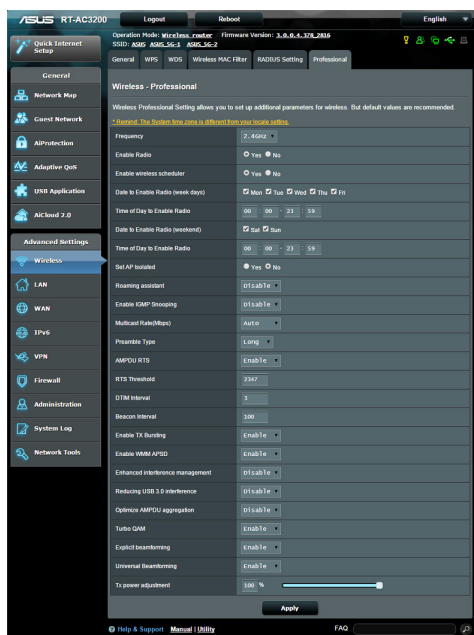 ASUS RT-AC3200 Logout Reboot English
Operation Mode: Wireless router Firmware Version: 3.0.0.4.378_2816
SSID: ASUS ASUS_5G-1 ASUS_5G-2
Quick Internet Setup
General WPS WDS Wireless MAC Filter RADIUS Setting Professional
General
Network Map
Guest Network
AiProtection
Adaptive QoS
USB Application
AiCloud 2.0
Advanced Settings
Wireless
LAN
WAN
IPv6
VPN
Firewall
Administration
System Log
Network Tools
Wireless - Professional
Wireless Professional Setting allows you to set up additional parameters for wireless. But default values are recommended.
* Remind: The System time zone is different from your locale setting.
Frequency 2.4GHz
Enable Radio Yes No
Enable wireless scheduler Yes No
Date to Enable Radio (week days) Mon Tue Wed Thu Fri
Time of Day to Enable Radio 00 : 00 - 23 : 59
Date to Enable Radio (weekend) Sat Sun
Time of Day to Enable Radio 00 : 00 - 23 : 59
Set AP Isolated Yes No
Roaming assistant Disable
Enable IGMP Snooping Disable
Multicast Rate(Mbps) Auto
Preamble Type Long
AMPDU RTS Enable
RTS Threshold 2347
DTIM Interval 3
Beacon Interval 100
Enable TX Bursting Enable
Enable WMM APSD Enable
Enhanced interference management Disable
Reducing USB 3.0 interference Disable
Optimize AMPDU aggregation Disable
Turbo QAM Enable
Explicit beamforming Enable
Universal Beamforming Enable
Tx power adjustment 100 %
Apply
Help & Support Manual | Utility FAQ